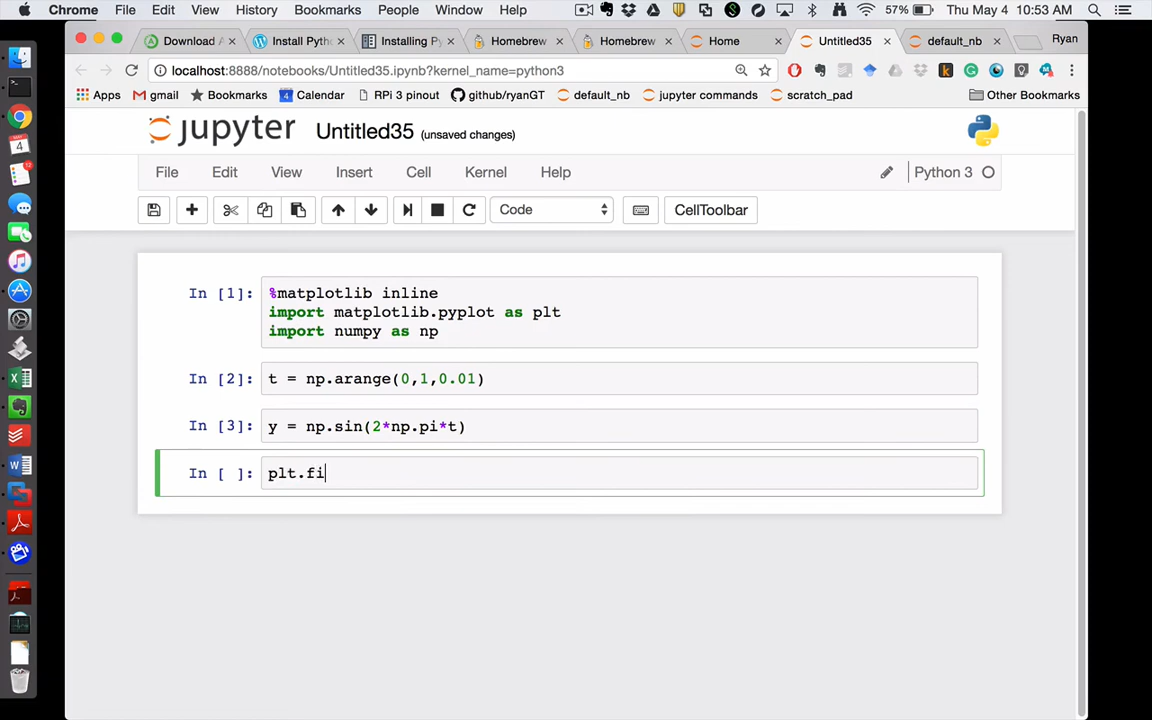 Chrome File Edit View History Bookmarks People Window Help 57% Thu May 4 10:53 AM
Download A Install Pyth Installing Py Homebrew Homebrew Home Untitled35 default_nb Ryan
localhost:8888/notebooks/Untitled35.ipynb?kernel_name=python3
Apps gmail Bookmarks Calendar RPi 3 pinout github/ryanGT default_nb jupyter commands scratch_pad Other Bookmarks
jupyter Untitled35 (unsaved changes)
File Edit View Insert Cell Kernel Help Python 3
Code CellToolbar
In [1]: %matplotlib inline
import matplotlib.pyplot as plt
import numpy as np
In [2]: t = np.arange(0,1,0.01)
In [3]: y = np.sin(2*np.pi*t)
In [ ]: plt.fi